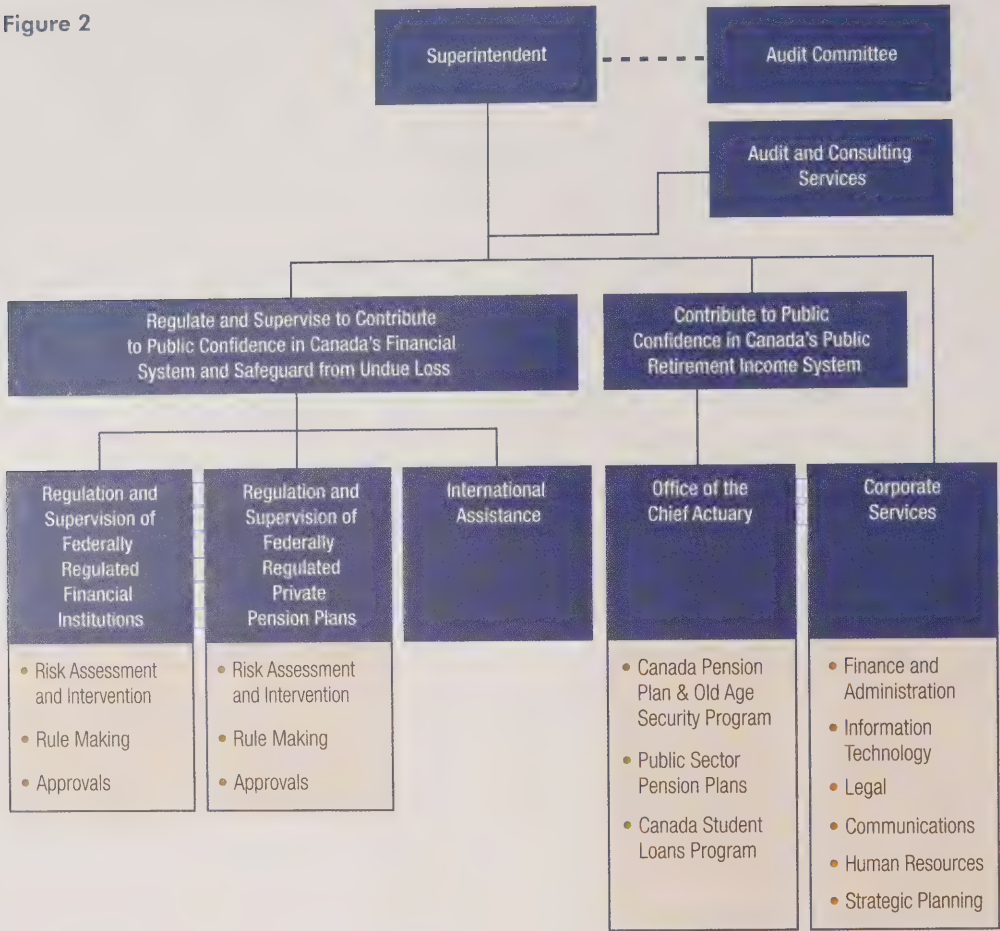 Figure 2
Superintendent
Audit Committee
Audit and Consulting
Services
Regulate and Supervise to Contribute
to Public Confidence in Canada's Financial
System and Safeguard from Undue Loss
Contribute to Public
Confidence in Canada's Public
Retirement Income System
Regulation and
Supervision of
Federally
Regulated
Financial
Institutions
• Risk Assessment
and Intervention
• Rule Making
• Approvals
Regulation and
Supervision of
Federally
Regulated
Private
Pension Plans
• Risk Assessment
and Intervention
• Rule Making
• Approvals
International
Assistance
Office of the
Chief Actuary
• Canada Pension
Plan & Old Age
Security Program
• Public Sector
Pension Plans
• Canada Student
Loans Program
Corporate
Services
• Finance and
Administration
• Information
Technology
• Legal
• Communications
• Human Resources
• Strategic Planning